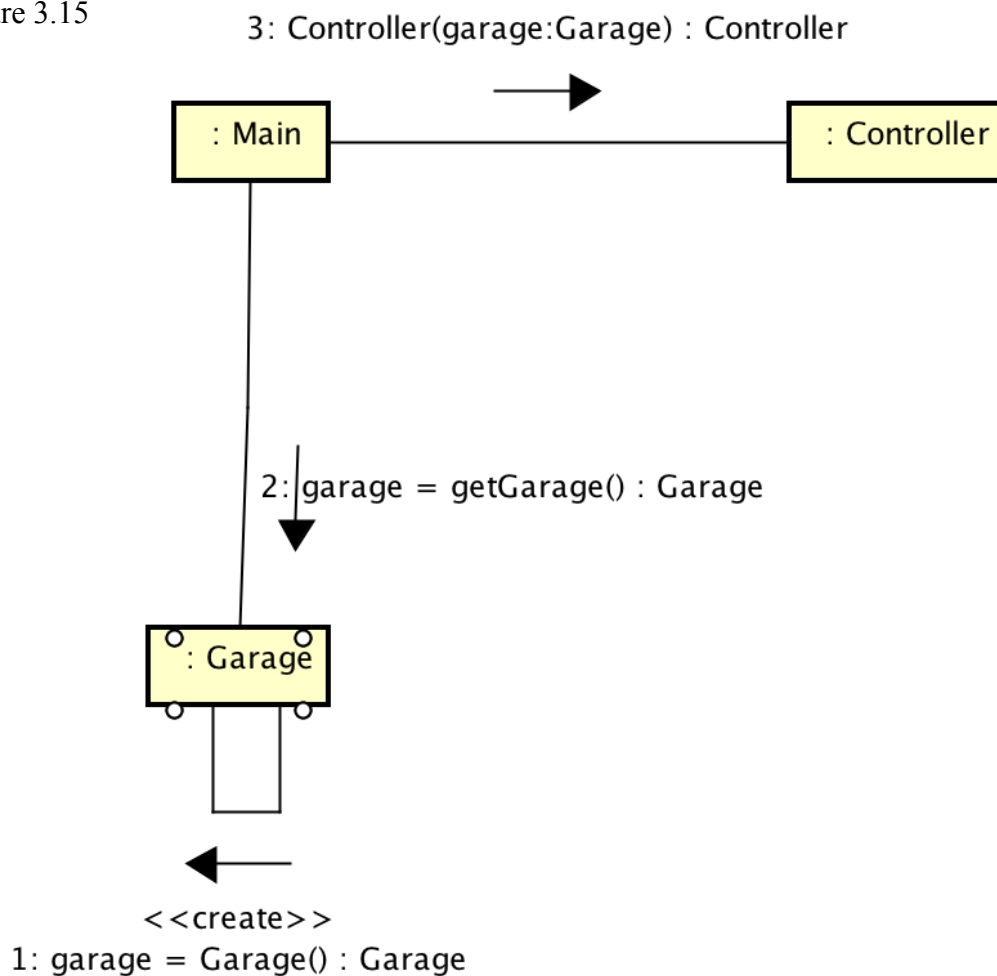 re 3.15
3: Controller(garage:Garage) : Controller
: Main
: Controller
2: garage = getGarage() : Garage
: Garage
<<create>>
1: garage = Garage() : Garage